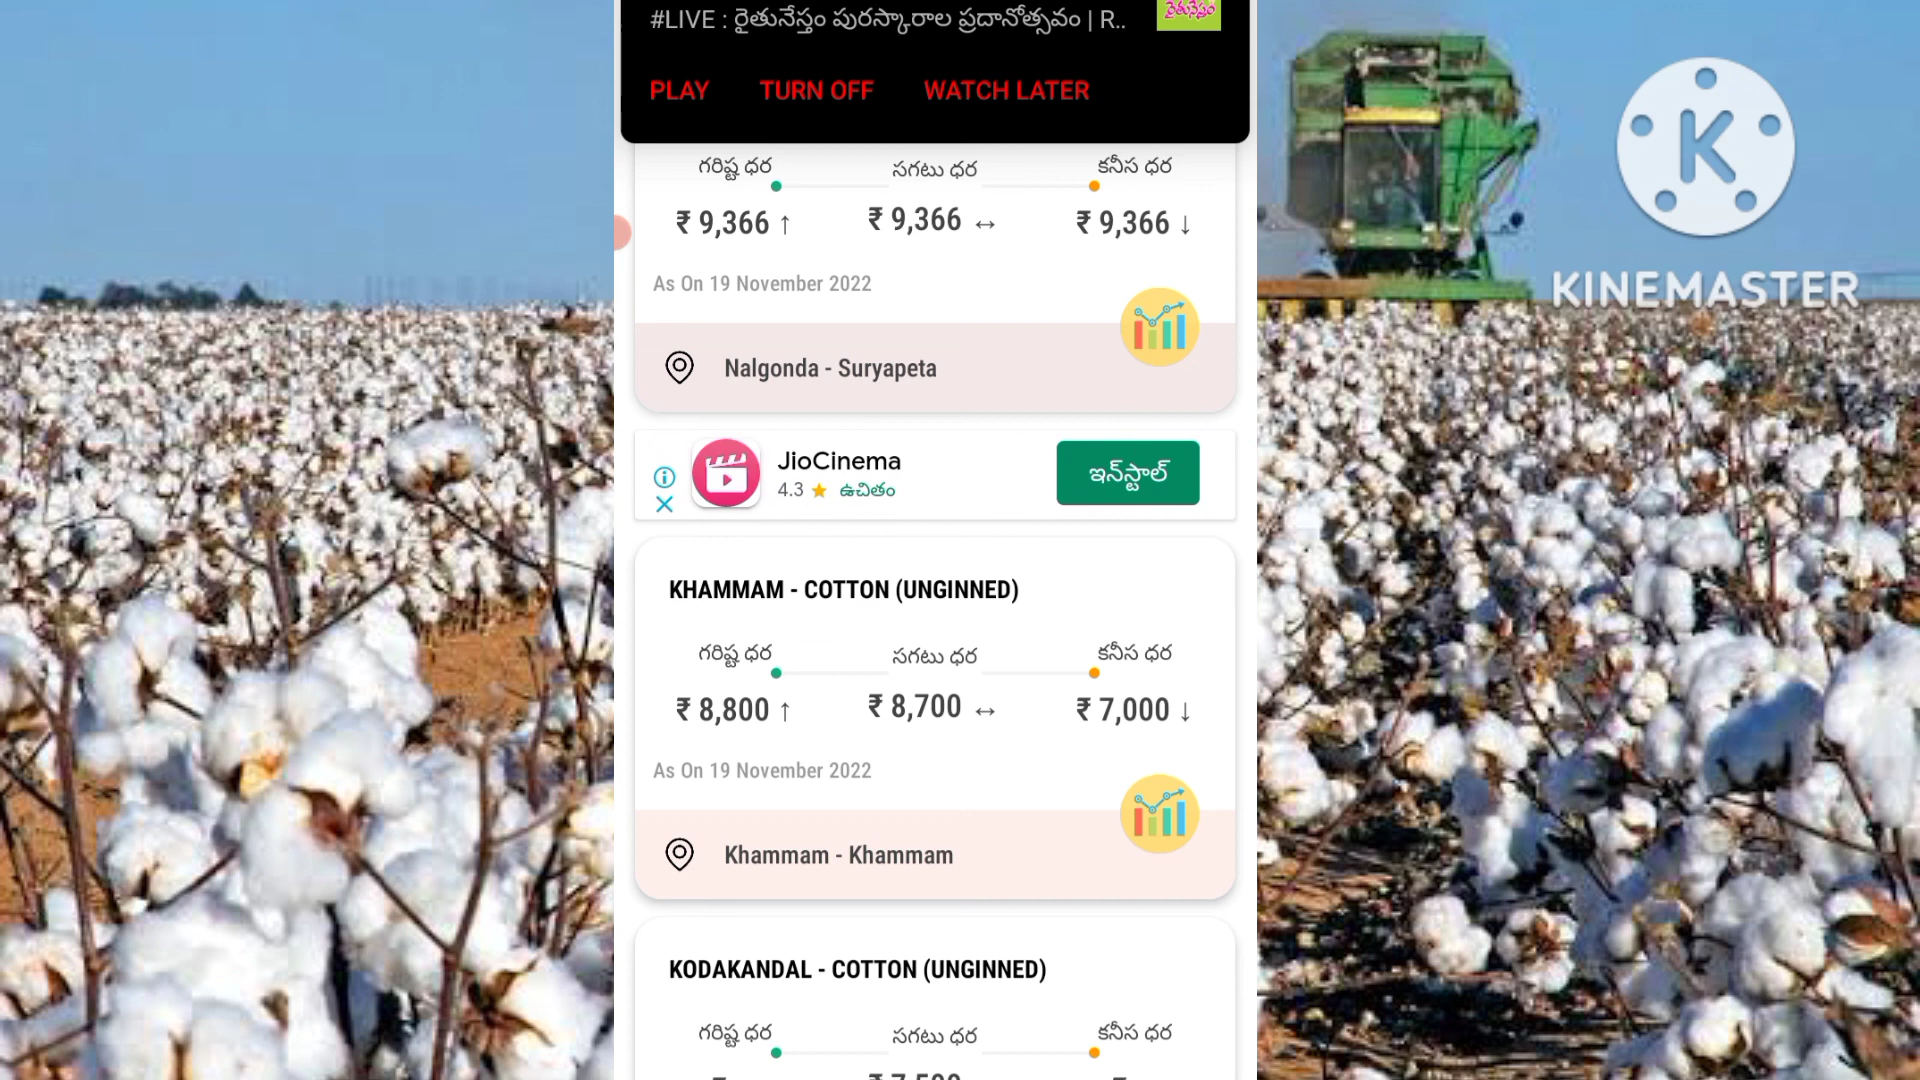 #LIVE : రైతునేస్తం పురస్కారాల ప్రదానోత్సవం | R..
రైతునేస్తం
PLAY TURN OFF WATCH LATER
గరిష్ట ధర సగటు ధర కనీస ధర
₹ 9,366 ↑ ₹ 9,366 ↔ ₹ 9,366 ↓
As On 19 November 2022
Nalgonda - Suryapeta
JioCinema
4.3 ★ ఉచితం
ఇన్‌స్టాల్
KHAMMAM - COTTON (UNGINNED)
గరిష్ట ధర సగటు ధర కనీస ధర
₹ 8,800 ↑ ₹ 8,700 ↔ ₹ 7,000 ↓
As On 19 November 2022
Khammam - Khammam
KODAKANDAL - COTTON (UNGINNED)
గరిష్ట ధర సగటు ధర కనీస ధర
K
KINEMASTER